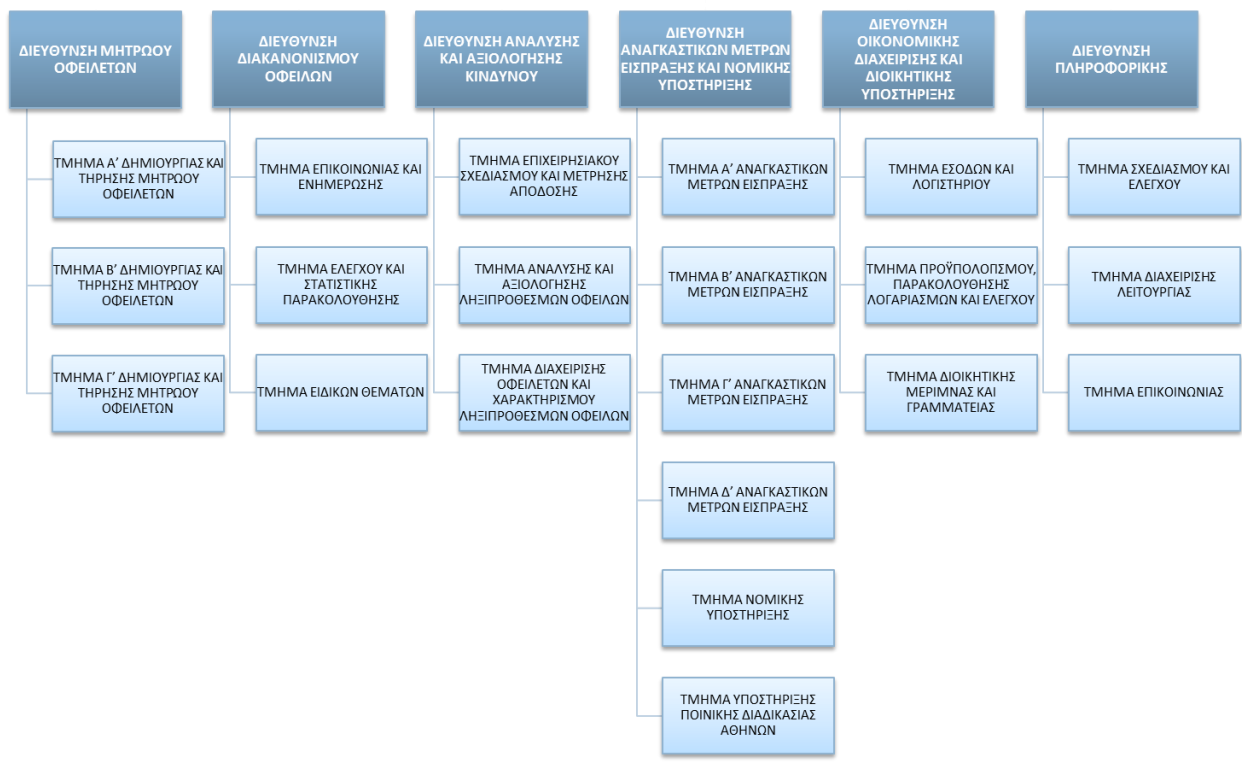 ΔΙΕΥΘΥΝΣΗ ΜΗΤΡΩΟΥ
ΟΦΕΙΛΕΤΩΝ
ΤΜΗΜΑ Α’ ΔΗΜΙΟΥΡΓΙΑΣ ΚΑΙ
ΤΗΡΗΣΗΣ ΜΗΤΡΩΟΥ
ΟΦΕΙΛΕΤΩΝ
ΤΜΗΜΑ Β’ ΔΗΜΙΟΥΡΓΙΑΣ ΚΑΙ
ΤΗΡΗΣΗΣ ΜΗΤΡΩΟΥ
ΟΦΕΙΛΕΤΩΝ
ΤΜΗΜΑ Γ’ ΔΗΜΙΟΥΡΓΙΑΣ ΚΑΙ
ΤΗΡΗΣΗΣ ΜΗΤΡΩΟΥ
ΟΦΕΙΛΕΤΩΝ
ΔΙΕΥΘΥΝΣΗ
ΔΙΑΚΑΝΟΝΙΣΜΟΥ
ΟΦΕΙΛΩΝ
ΤΜΗΜΑ ΕΠΙΚΟΙΝΩΝΙΑΣ ΚΑΙ
ΕΝΗΜΕΡΩΣΗΣ
ΤΜΗΜΑ ΕΛΕΓΧΟΥ ΚΑΙ
ΣΤΑΤΙΣΤΙΚΗΣ
ΠΑΡΑΚΟΛΟΥΘΗΣΗΣ
ΤΜΗΜΑ ΕΙΔΙΚΩΝ ΘΕΜΑΤΩΝ
ΔΙΕΥΘΥΝΣΗ ΑΝΑΛΥΣΗΣ
ΚΑΙ ΑΞΙΟΛΟΓΗΣΗΣ
ΚΙΝΔΥΝΟΥ
ΤΜΗΜΑ ΕΠΙΧΕΙΡΗΣΙΑΚΟΥ
ΣΧΕΔΙΑΣΜΟΥ ΚΑΙ ΜΕΤΡΗΣΗΣ
ΑΠΟΔΟΣΗΣ
ΤΜΗΜΑ ΑΝΑΛΥΣΗΣ ΚΑΙ
ΑΞΙΟΛΟΓΗΣΗΣ
ΛΗΞΙΠΡΟΘΕΣΜΩΝ ΟΦΕΙΛΩΝ
ΤΜΗΜΑ ΔΙΑΧΕΙΡΙΣΗΣ
ΟΦΕΙΛΕΤΩΝ ΚΑΙ
ΧΑΡΑΚΤΗΡΙΣΜΟΥ
ΛΗΞΙΠΡΟΘΕΣΜΩΝ ΟΦΕΙΛΩΝ
ΔΙΕΥΘΥΝΣΗ
ΑΝΑΓΚΑΣΤΙΚΩΝ ΜΕΤΡΩΝ
ΕΙΣΠΡΑΞΗΣ ΚΑΙ ΝΟΜΙΚΗΣ
ΥΠΟΣΤΗΡΙΞΗΣ
ΤΜΗΜΑ Α’ ΑΝΑΓΚΑΣΤΙΚΩΝ
ΜΕΤΡΩΝ ΕΙΣΠΡΑΞΗΣ
ΤΜΗΜΑ Β’ ΑΝΑΓΚΑΣΤΙΚΩΝ
ΜΕΤΡΩΝ ΕΙΣΠΡΑΞΗΣ
ΤΜΗΜΑ Γ’ ΑΝΑΓΚΑΣΤΙΚΩΝ
ΜΕΤΡΩΝ ΕΙΣΠΡΑΞΗΣ
ΤΜΗΜΑ Δ’ ΑΝΑΓΚΑΣΤΙΚΩΝ
ΜΕΤΡΩΝ ΕΙΣΠΡΑΞΗΣ
ΤΜΗΜΑ ΝΟΜΙΚΗΣ
ΥΠΟΣΤΗΡΙΞΗΣ
ΤΜΗΜΑ ΥΠΟΣΤΗΡΙΞΗΣ
ΠΟΙΝΙΚΗΣ ΔΙΑΔΙΚΑΣΙΑΣ
ΑΘΗΝΩΝ
ΔΙΕΥΘΥΝΣΗ
ΟΙΚΟΝΟΜΙΚΗΣ
ΔΙΑΧΕΙΡΙΣΗΣ ΚΑΙ
ΔΙΟΙΚΗΤΙΚΗΣ
ΥΠΟΣΤΗΡΙΞΗΣ
ΤΜΗΜΑ ΕΣΟΔΩΝ ΚΑΙ
ΛΟΓΙΣΤΗΡΙΟΥ
ΤΜΗΜΑ ΠΡΟΫΠΟΛΟΓΙΣΜΟΥ,
ΠΑΡΑΚΟΛΟΥΘΗΣΗΣ
ΛΟΓΑΡΙΑΣΜΩΝ ΚΑΙ ΕΛΕΓΧΟΥ
ΤΜΗΜΑ ΔΙΟΙΚΗΤΙΚΗΣ
ΜΕΡΙΜΝΑΣ ΚΑΙ
ΓΡΑΜΜΑΤΕΙΑΣ
ΔΙΕΥΘΥΝΣΗ
ΠΛΗΡΟΦΟΡΙΚΗΣ
ΤΜΗΜΑ ΣΧΕΔΙΑΣΜΟΥ ΚΑΙ
ΕΛΕΓΧΟΥ
ΤΜΗΜΑ ΔΙΑΧΕΙΡΙΣΗΣ
ΛΕΙΤΟΥΡΓΙΑΣ
ΤΜΗΜΑ ΕΠΙΚΟΙΝΩΝΙΑΣ